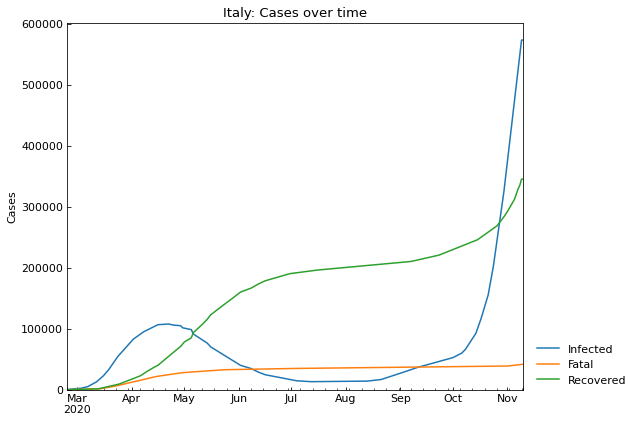 Italy: Cases over time
Cases
600000
500000
400000
300000
200000
100000
0
Mar Apr May Jun Jul Aug Sep Oct Nov
2020
Infected
Fatal
Recovered